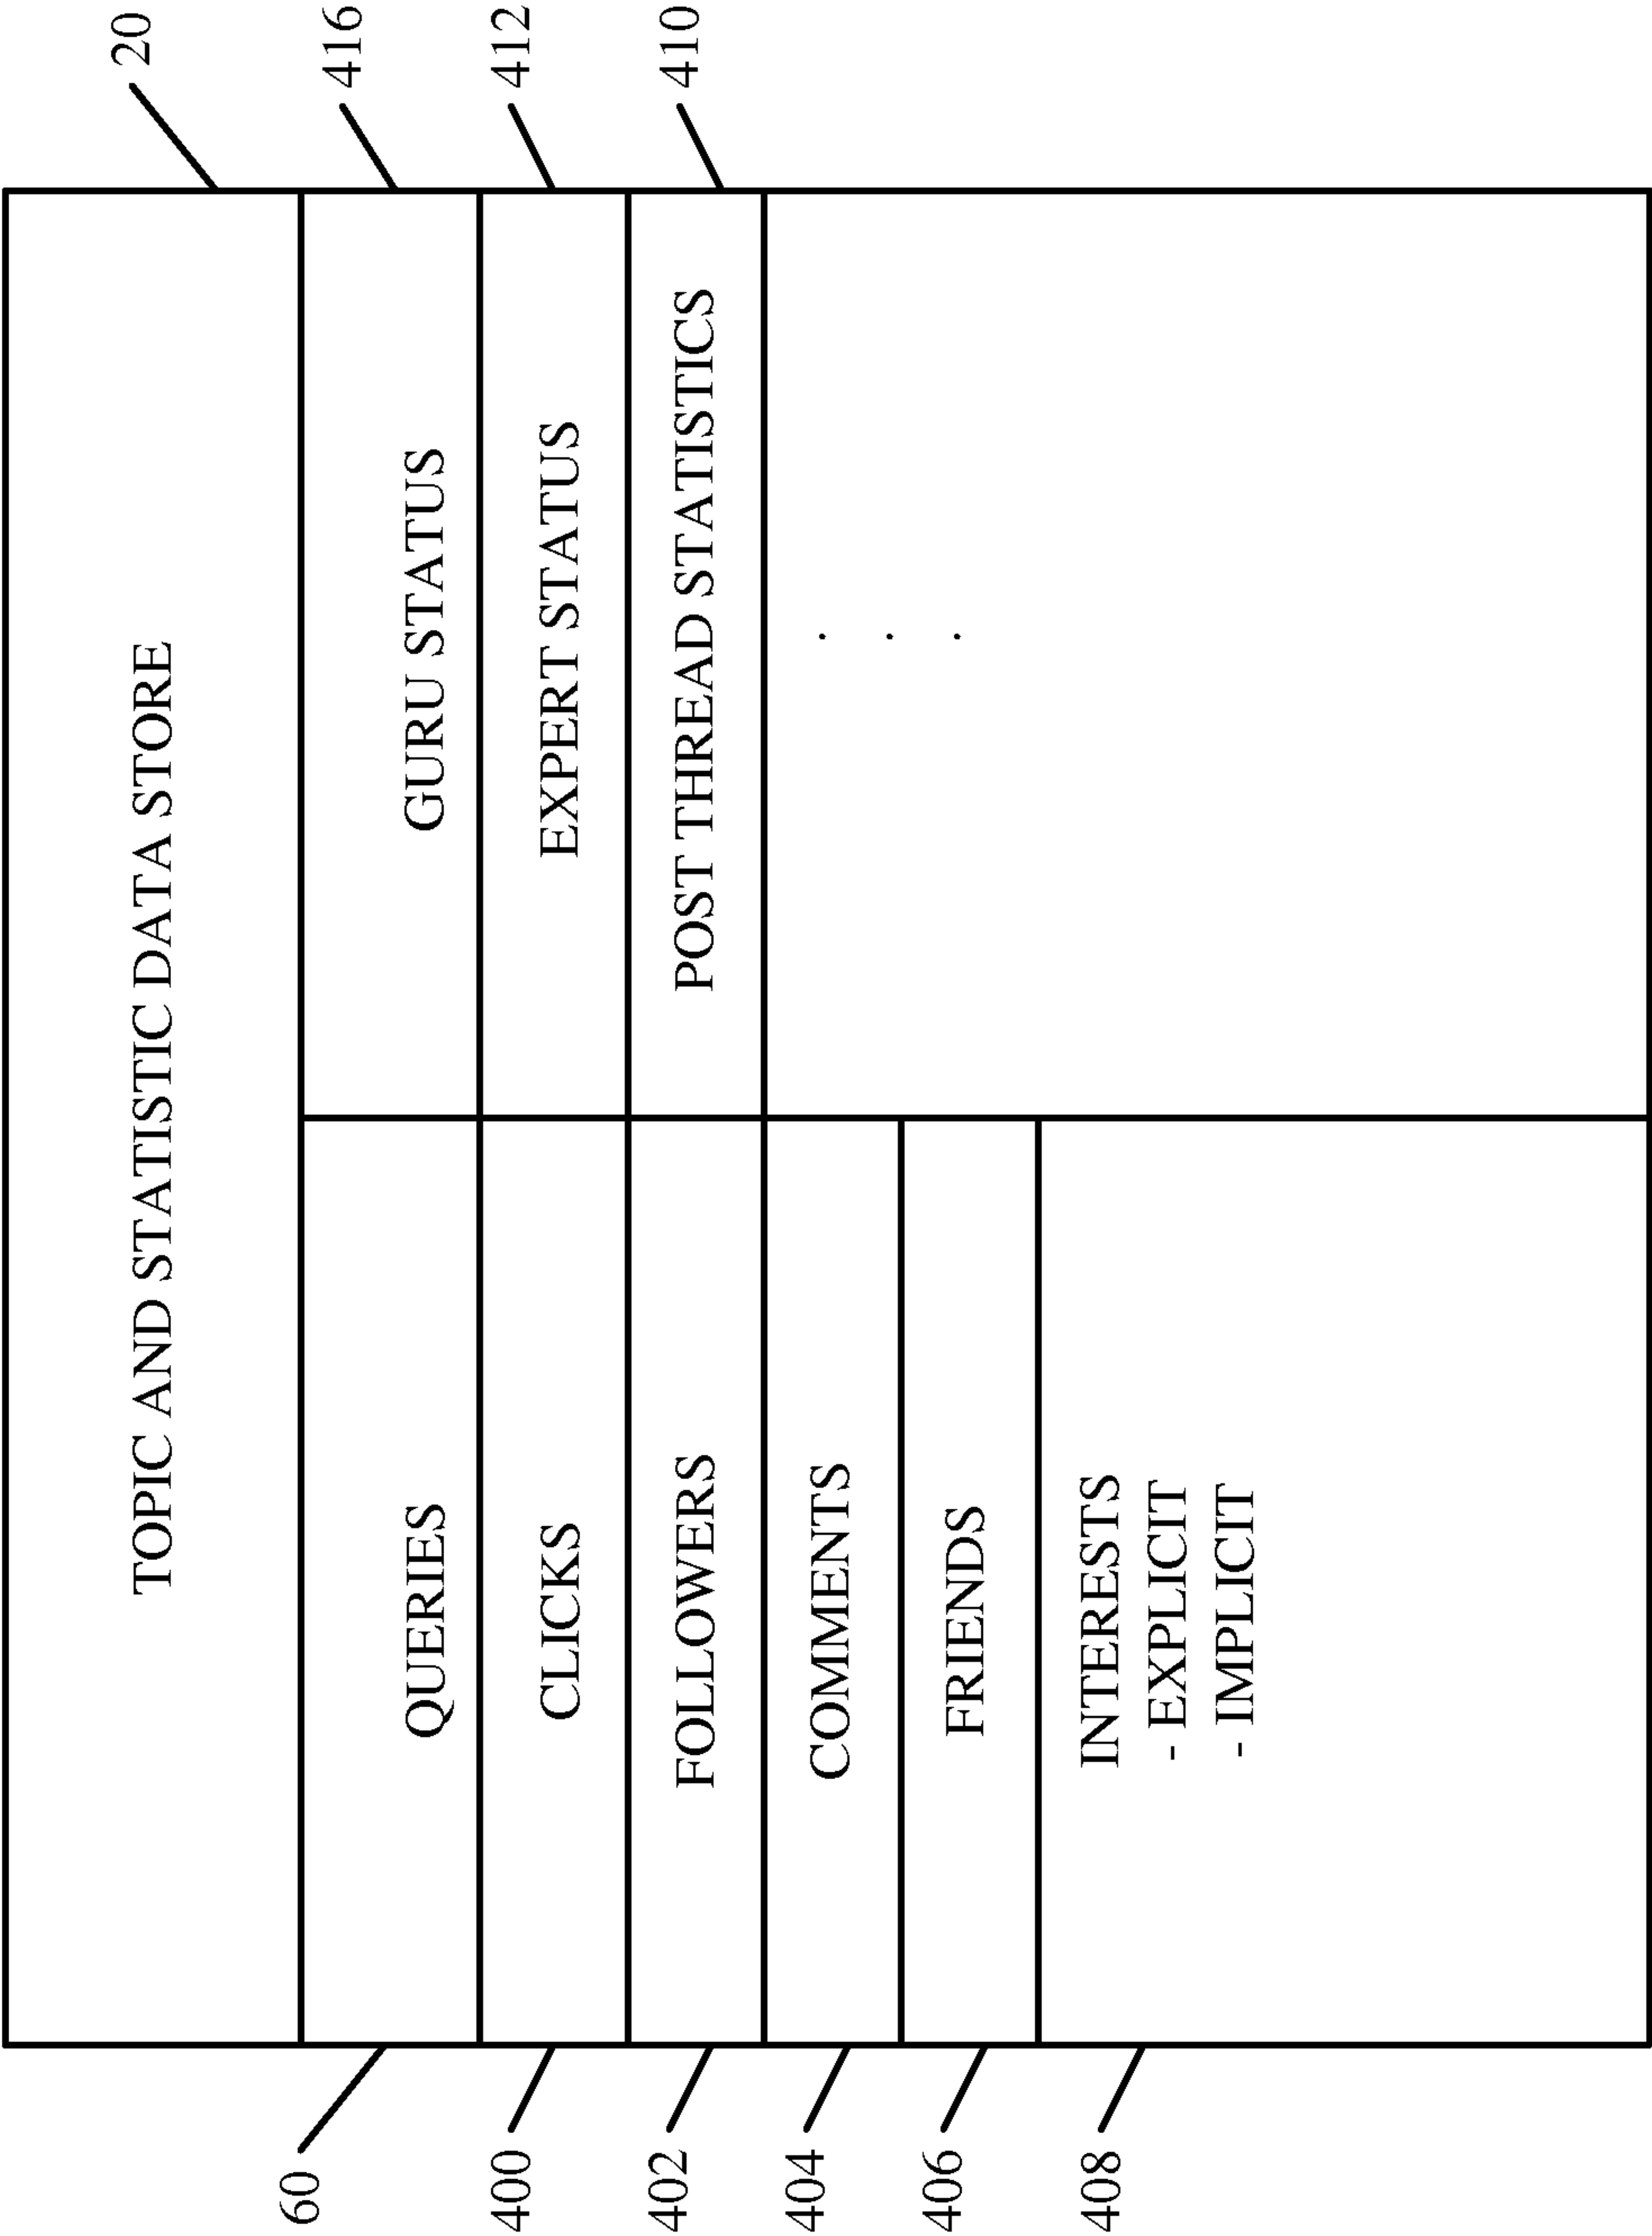 TOPIC AND STATISTIC DATA STORE
20
60
QUERIES
GURU STATUS
416
400
CLICKS
EXPERT STATUS
412
402
FOLLOWERS
POST THREAD STATISTICS
410
404
COMMENTS
.
.
.
406
FRIENDS
408
INTERESTS
- EXPLICIT
- IMPLICIT